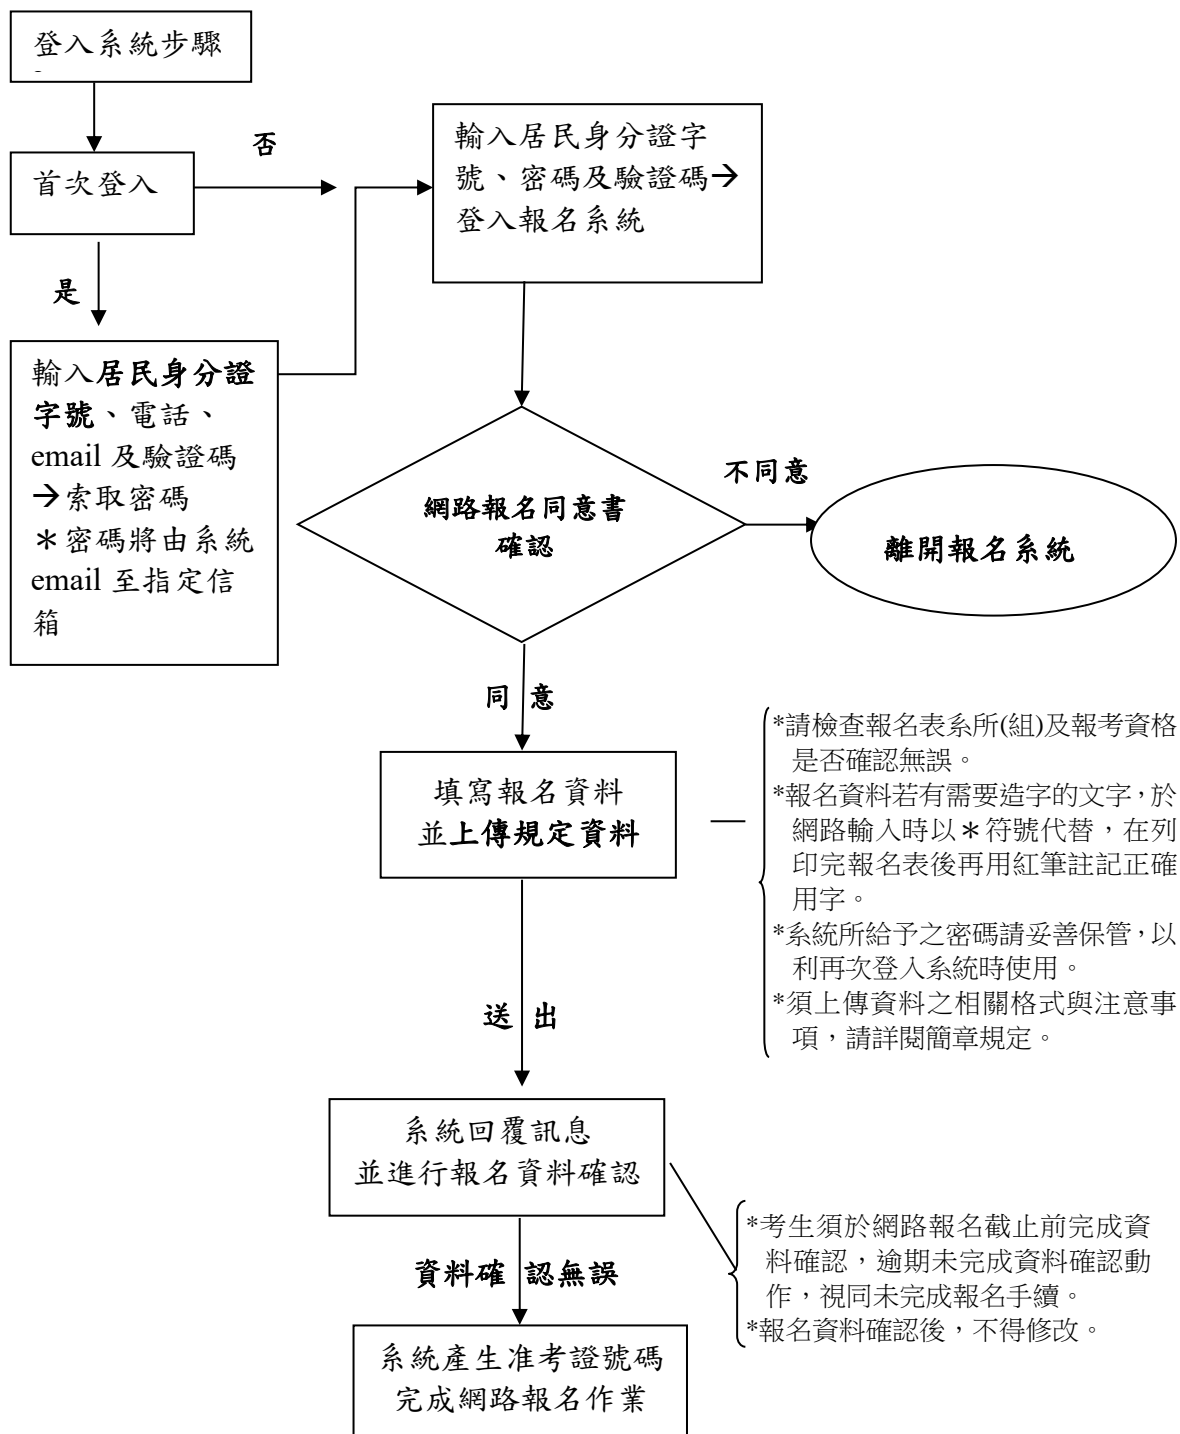 登入系統步驟
否
首次登入
輸入居民身分證字
號、密碼及驗證碼→
登入報名系統
是
輸入居民身分證
字號、電話、
email 及驗證碼
→索取密碼
＊密碼將由系統
email 至指定信
箱
網路報名同意書
確認
不同意
離開報名系統
同 意
填寫報名資料
並上傳規定資料
*請檢查報名表系所(組)及報考資格
是否確認無誤。
*報名資料若有需要造字的文字，於
網路輸入時以＊符號代替，在列
印完報名表後再用紅筆註記正確
用字。
*系統所給予之密碼請妥善保管，以
利再次登入系統時使用。
*須上傳資料之相關格式與注意事
項，請詳閱簡章規定。
送 出
系統回覆訊息
並進行報名資料確認
*考生須於網路報名截止前完成資
料確認，逾期未完成資料確認動
作，視同未完成報名手續。
*報名資料確認後，不得修改。
資料確 認無誤
系統產生准考證號碼
完成網路報名作業